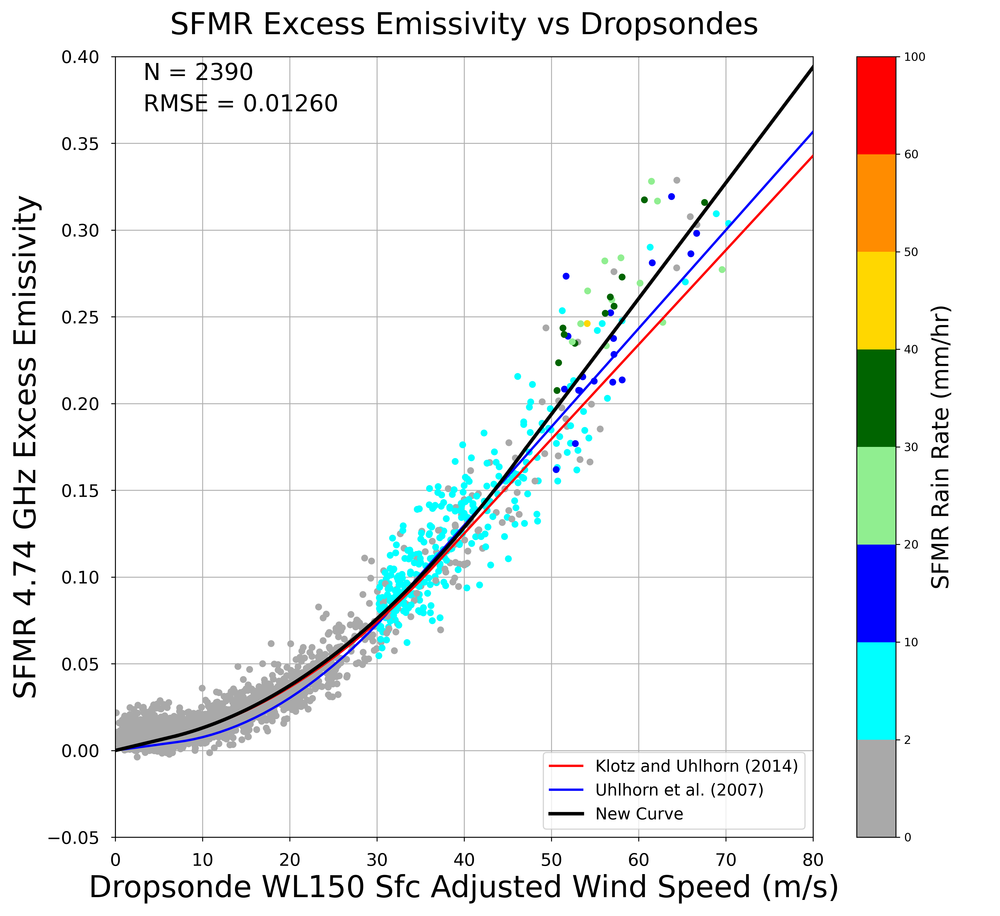 SFMR Excess Emissivity vs Dropsondes
N = 2390
RMSE = 0.01260
SFMR 4.74 GHz Excess Emissivity
0.40
0.35
0.30
0.25
0.20
0.15
0.10
0.05
0.00
−0.05
0 10 20 30 40 50 60 70 80
Dropsonde WL150 Sfc Adjusted Wind Speed (m/s)
Klotz and Uhlhorn (2014)
Uhlhorn et al. (2007)
New Curve
100
60
50
40
30
20
10
2
0
SFMR Rain Rate (mm/hr)